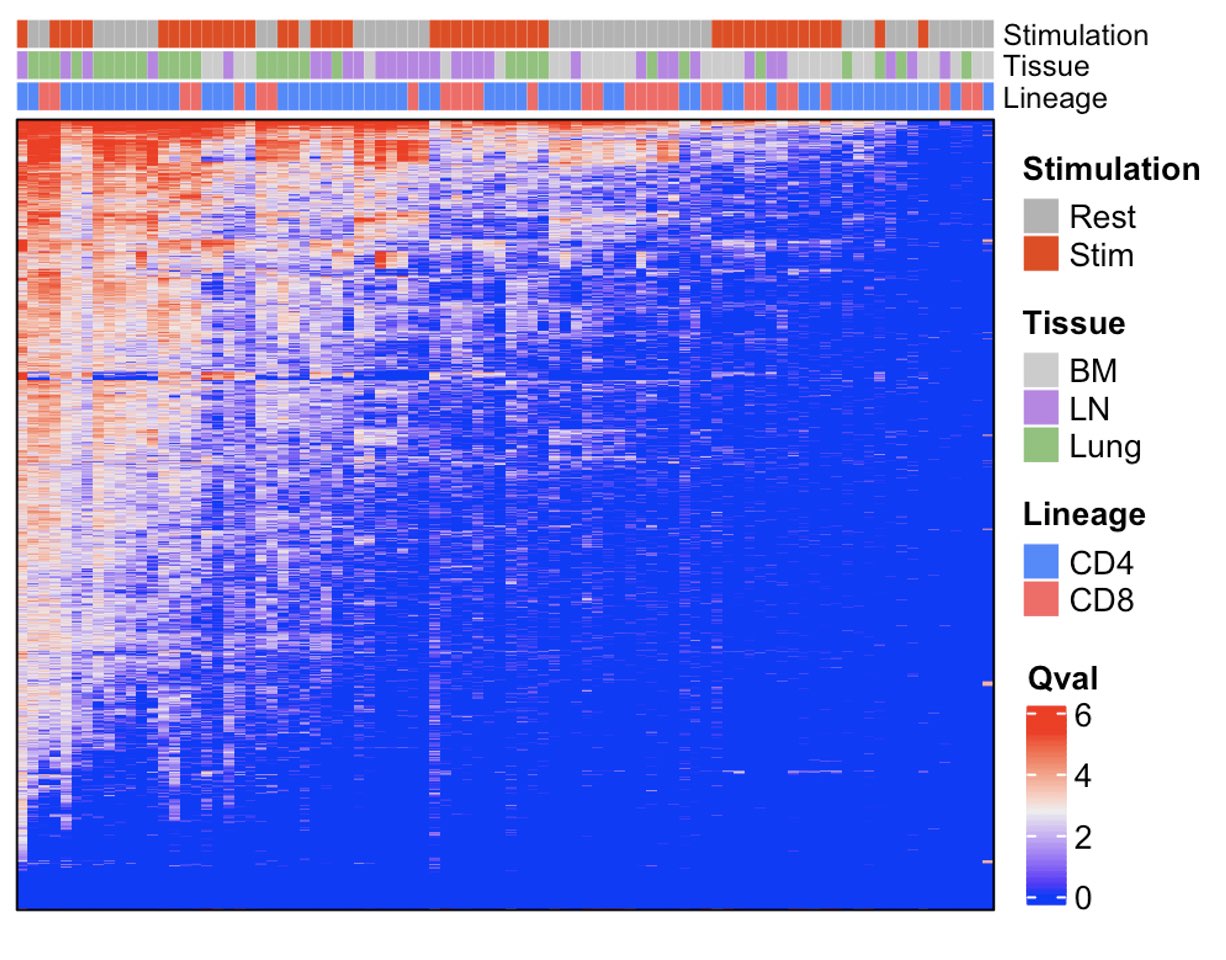 Stimulation
Tissue
Lineage
Stimulation
Rest
Stim
Tissue
BM
LN
Lung
Lineage
CD4
CD8
Qval
6
4
2
0